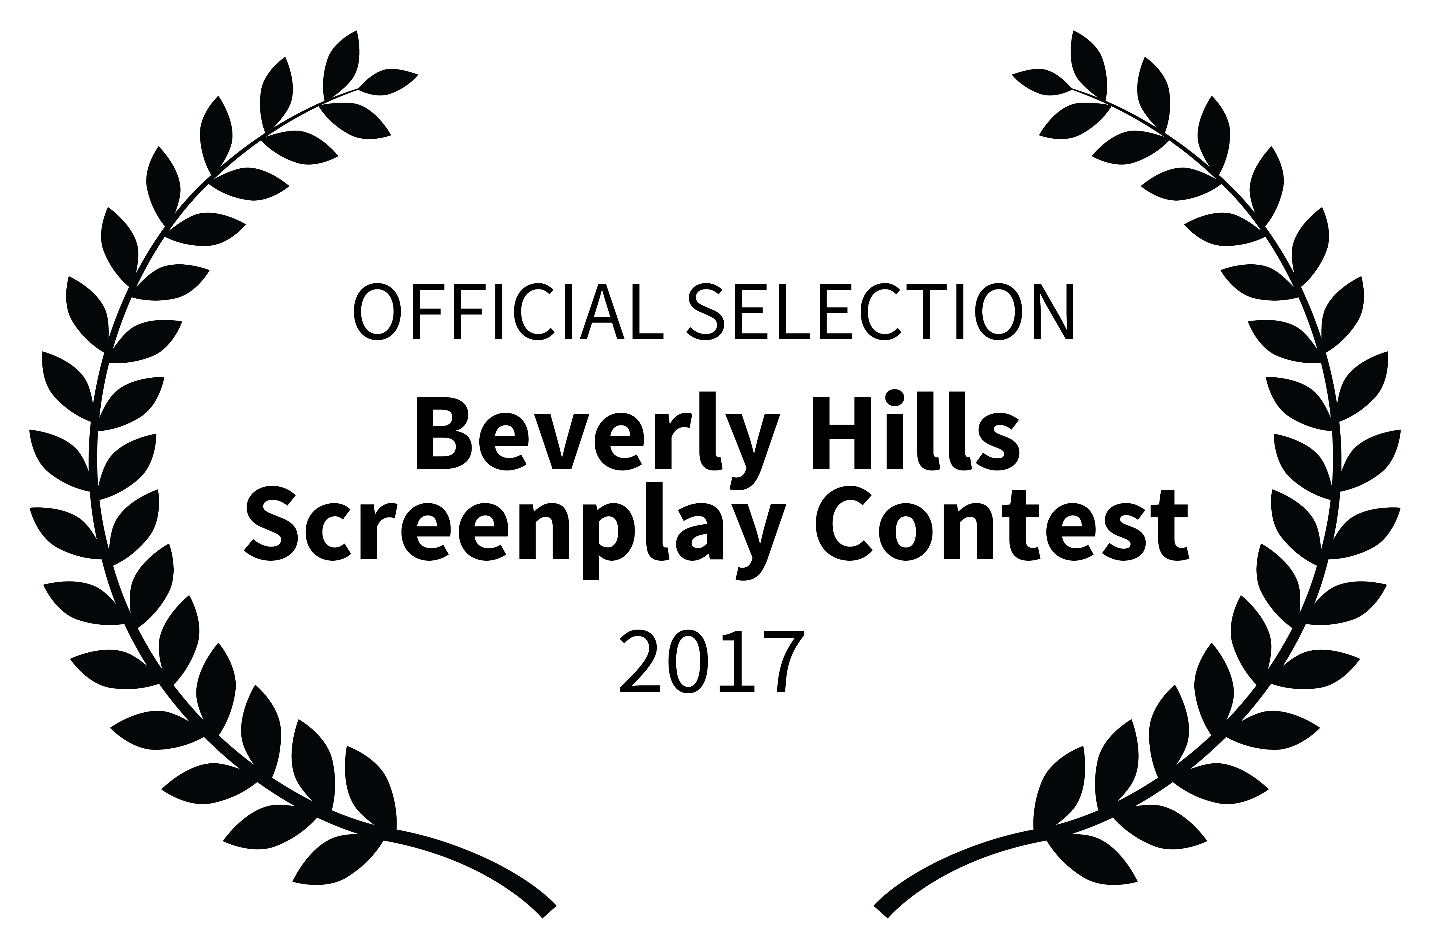 OFFICIAL SELECTION
Beverly Hills
Screenplay Contest
2017